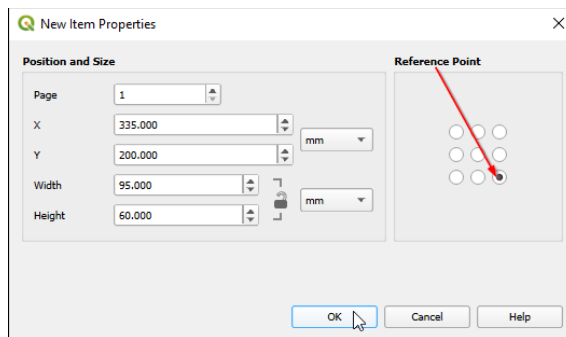 New Item Properties
Position and Size
Reference Point
Page 1
X 335.000
mm
Y 200.000
Width 95.000
mm
Height 60.000
OK Cancel Help